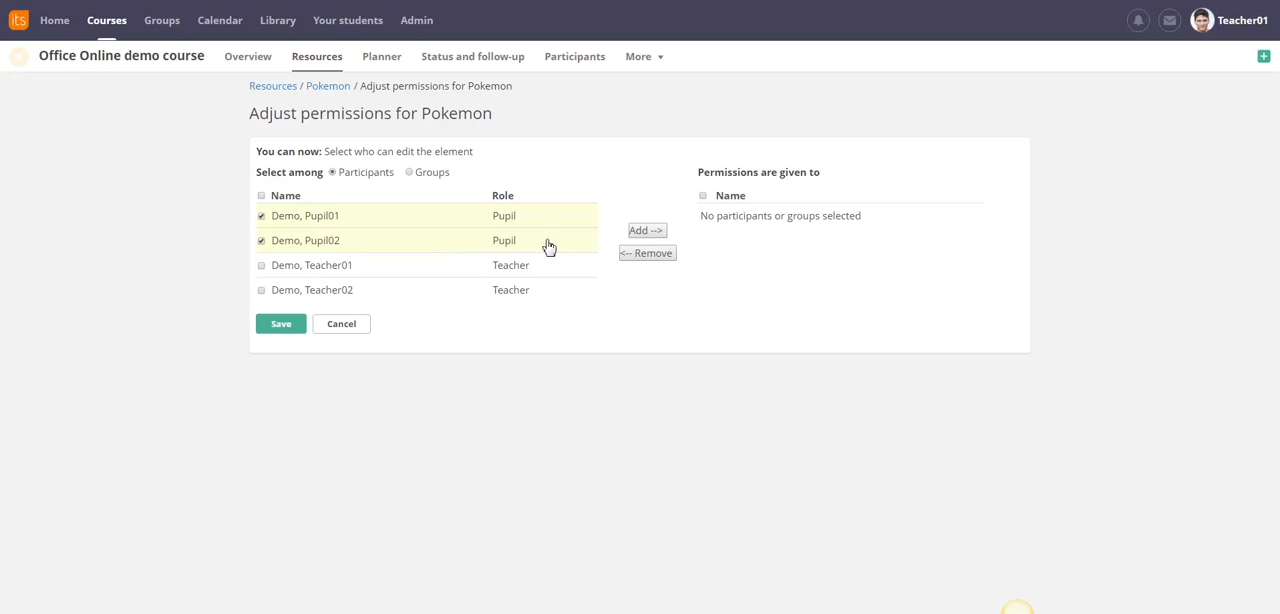 its Home Courses Groups Calendar Library Your students Admin Teacher01
Office Online demo course Overview Resources Planner Status and follow-up Participants More
Resources / Pokemon / Adjust permissions for Pokemon
Adjust permissions for Pokemon
You can now: Select who can edit the element
Select among Participants Groups Permissions are given to
Name Role Name
Demo, Pupil01 Pupil No participants or groups selected
Add -->
Demo, Pupil02 Pupil
<-- Remove
Demo, Teacher01 Teacher
Demo, Teacher02 Teacher
Save Cancel